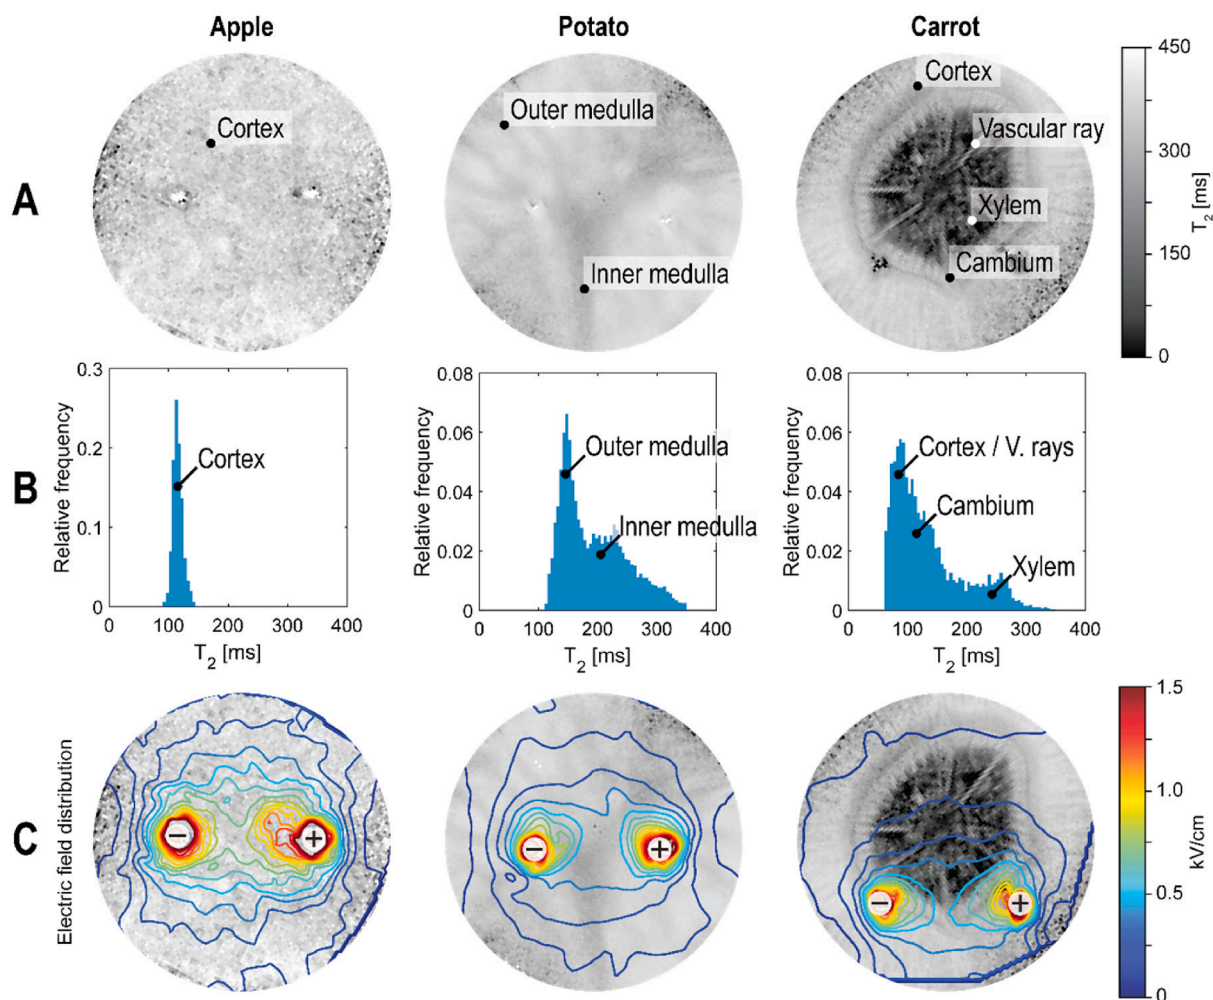 Apple Potato Carrot
A
Cortex
Outer medulla
Inner medulla
Cortex
Vascular ray
Xylem
Cambium
450
300
150
0
T2 [ms]
B
Relative frequency
0.3
0.2
0.1
0
Cortex
0 100 200 300 400
T2 [ms]
Relative frequency
0.08
0.06
0.04
0.02
0
Outer medulla
Inner medulla
0 100 200 300 400
T2 [ms]
Relative frequency
0.08
0.06
0.04
0.02
0
Cortex / V. rays
Cambium
Xylem
0 100 200 300 400
T2 [ms]
C
Electric field distribution
− +
− +
− +
1.5
1.0
0.5
0
kV/cm